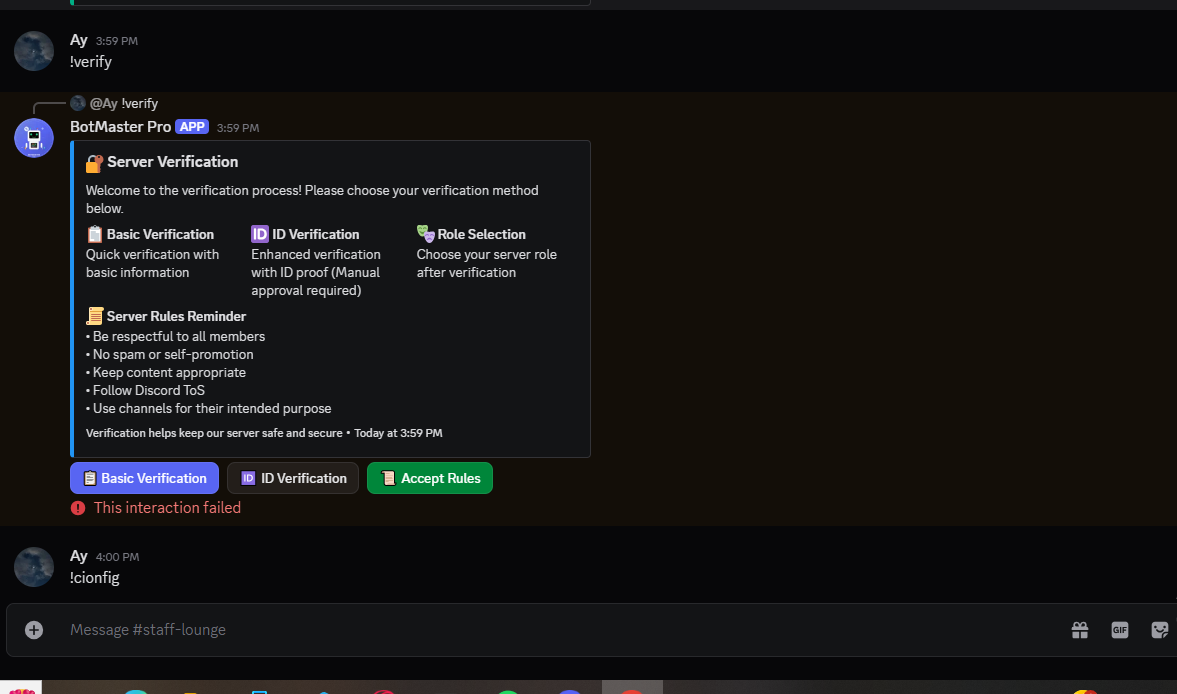 Ay 3:59 PM
!verify
@Ay !verify
BotMaster Pro APP 3:59 PM
Server Verification
Welcome to the verification process! Please choose your verification method
below.
Basic Verification
Quick verification with
basic information
ID ID Verification
Enhanced verification
with ID proof (Manual
approval required)
Role Selection
Choose your server role
after verification
Server Rules Reminder
• Be respectful to all members
• No spam or self-promotion
• Keep content appropriate
• Follow Discord ToS
• Use channels for their intended purpose
Verification helps keep our server safe and secure • Today at 3:59 PM
Basic Verification
ID ID Verification
Accept Rules
This interaction failed
Ay 4:00 PM
!cionfig
Message #staff-lounge
GIF